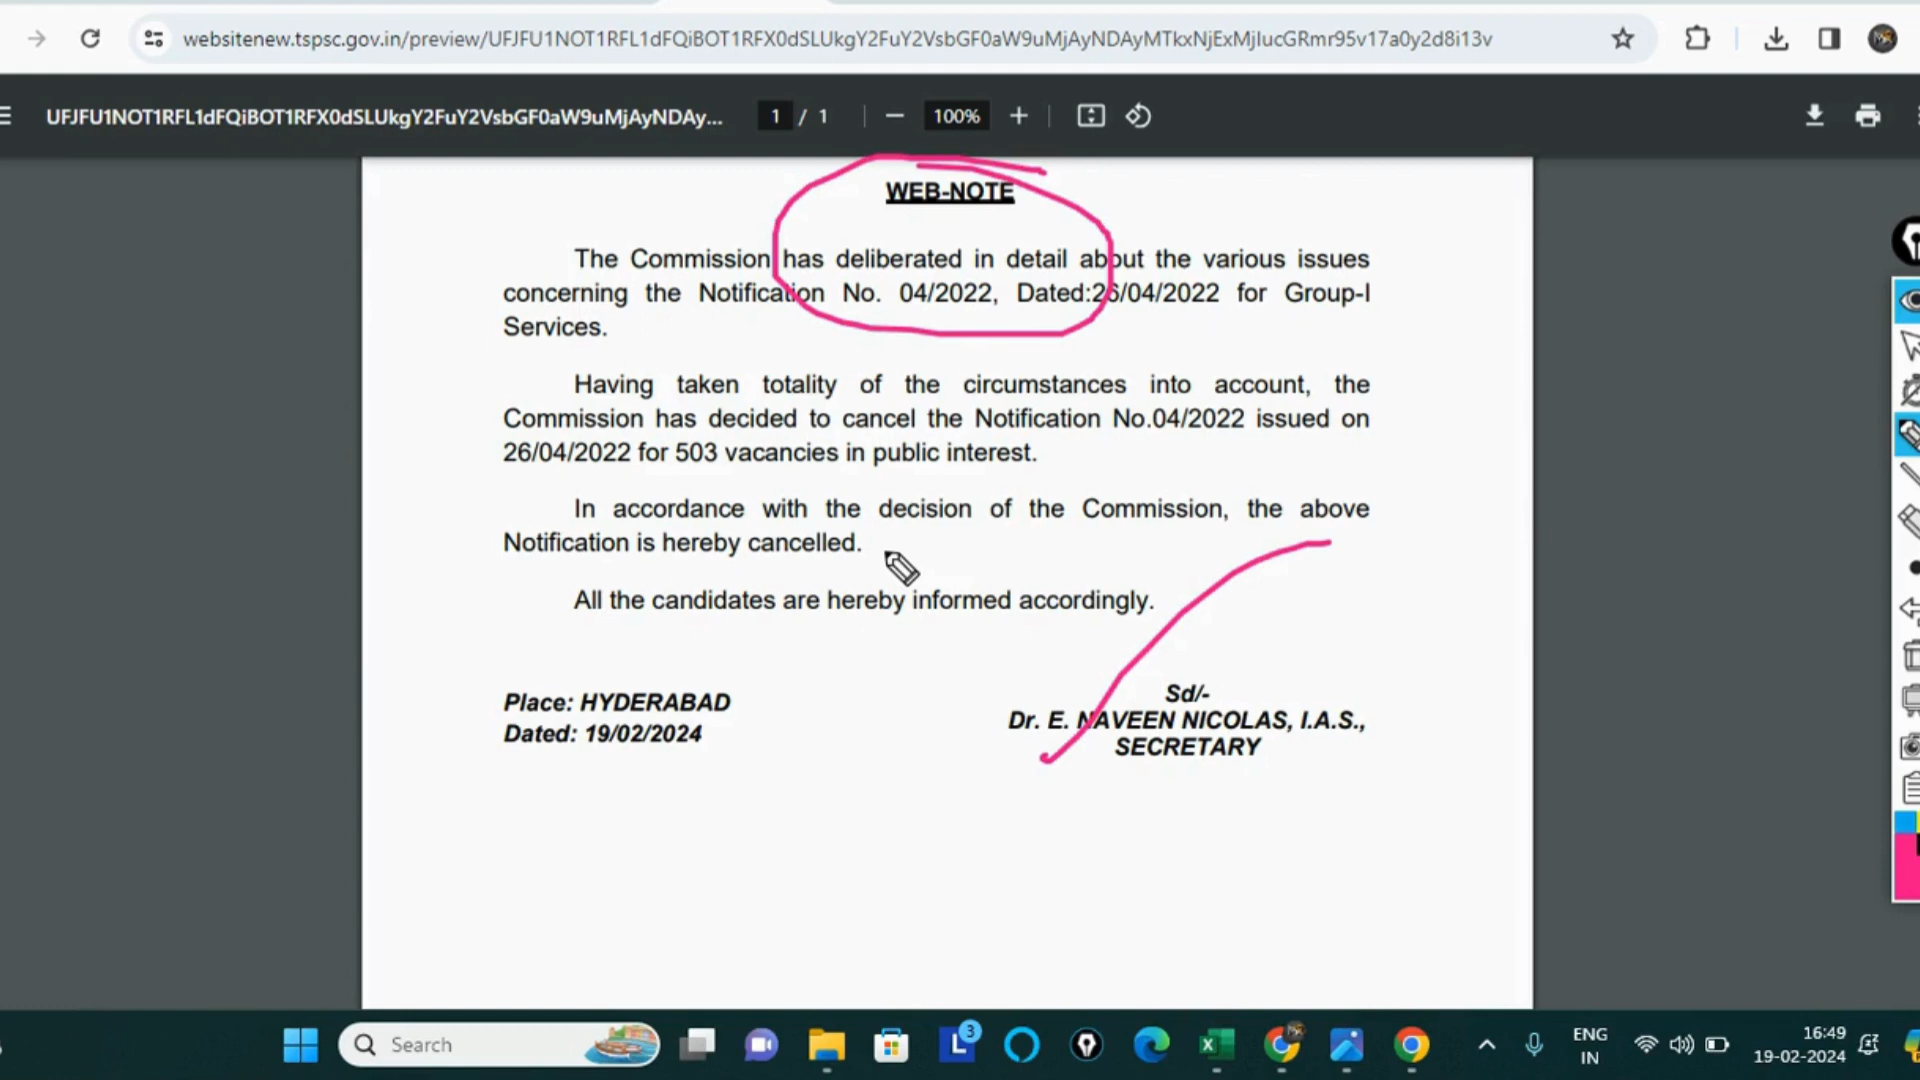 websitenew.tspsc.gov.in/preview/UFJFU1NOT1RFL1dFQiBOT1RFX0dSLUkgY2FuY2VsbGF0aW9uMjAyNDAyMTkxNjExMjIucGRmr95v17a0y2d8i13v
UFJFU1NOT1RFL1dFQiBOT1RFX0dSLUkgY2FuY2VsbGF0aW9uMjAyNDAy...
1 / 1
100%
WEB-NOTE
The Commission has deliberated in detail about the various issues
concerning the Notification No. 04/2022, Dated:26/04/2022 for Group-I
Services.
Having taken totality of the circumstances into account, the
Commission has decided to cancel the Notification No.04/2022 issued on
26/04/2022 for 503 vacancies in public interest.
In accordance with the decision of the Commission, the above
Notification is hereby cancelled.
All the candidates are hereby informed accordingly.
Place: HYDERABAD
Dated: 19/02/2024
Sd/-
Dr. E. NAVEEN NICOLAS, I.A.S.,
SECRETARY
Search
3
ENG
IN
16:49
19-02-2024